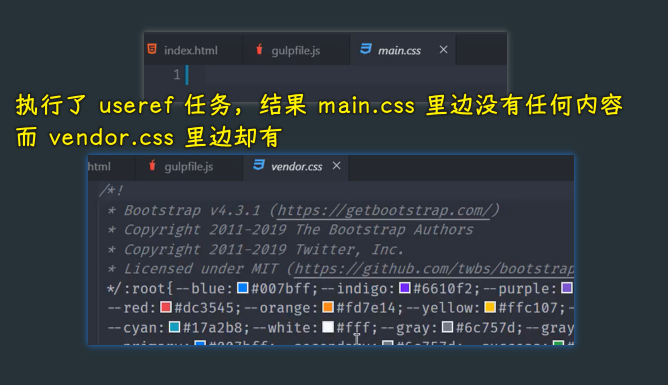 index.html gulpfile.js main.css
1
执行了 useref 任务，结果 main.css 里边没有任何内容
而 vendor.css 里边却有
html gulpfile.js vendor.css
/*!
* Bootstrap v4.3.1 (https://getbootstrap.com/)
* Copyright 2011-2019 The Bootstrap Authors
* Copyright 2011-2019 Twitter, Inc.
* Licensed under MIT (https://github.com/twbs/bootstrap
*/:root{--blue:#007bff;--indigo:#6610f2;--purple:
--red:#dc3545;--orange:#fd7e14;--yellow:#ffc107;
--cyan:#17a2b8;--white:#fff;--gray:#6c757d;--gray